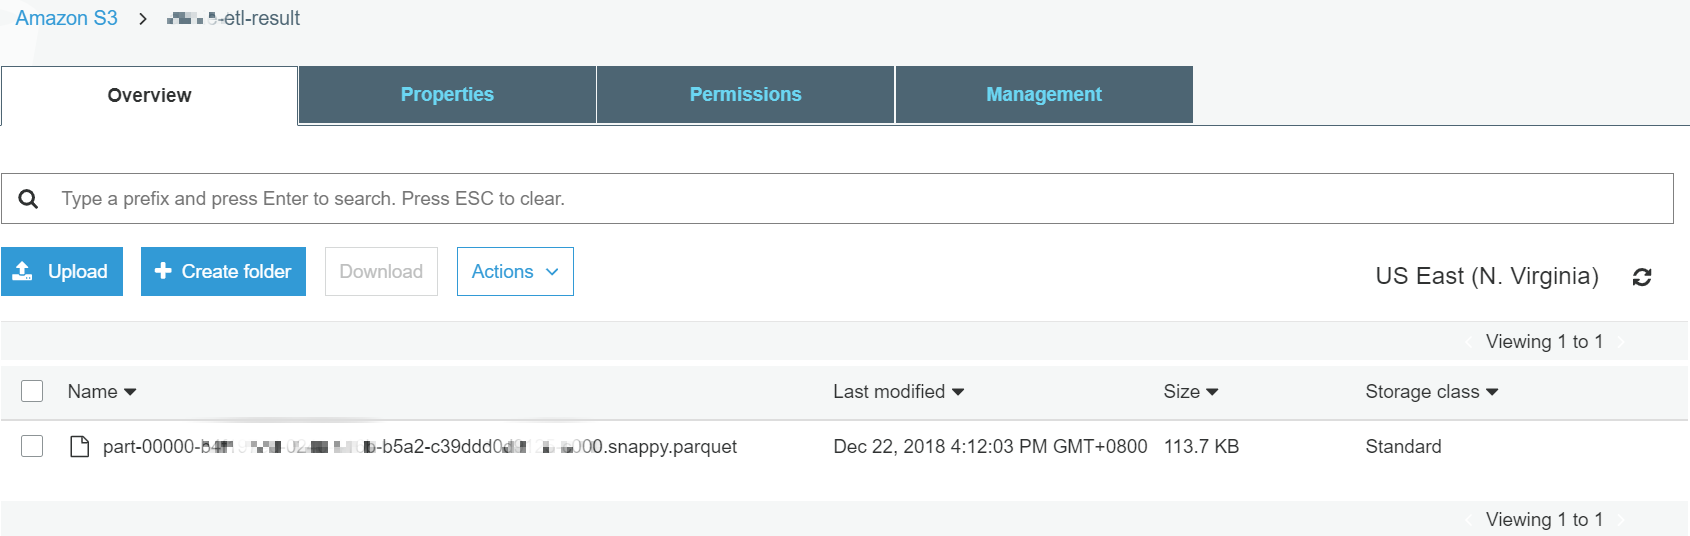 Amazon S3 > -etl-result
Overview Properties Permissions Management
Type a prefix and press Enter to search. Press ESC to clear.
Upload Create folder Download Actions US East (N. Virginia)
Viewing 1 to 1
Name Last modified Size Storage class
part-00000- -b5a2-c39ddd0 000.snappy.parquet Dec 22, 2018 4:12:03 PM GMT+0800 113.7 KB Standard
Viewing 1 to 1